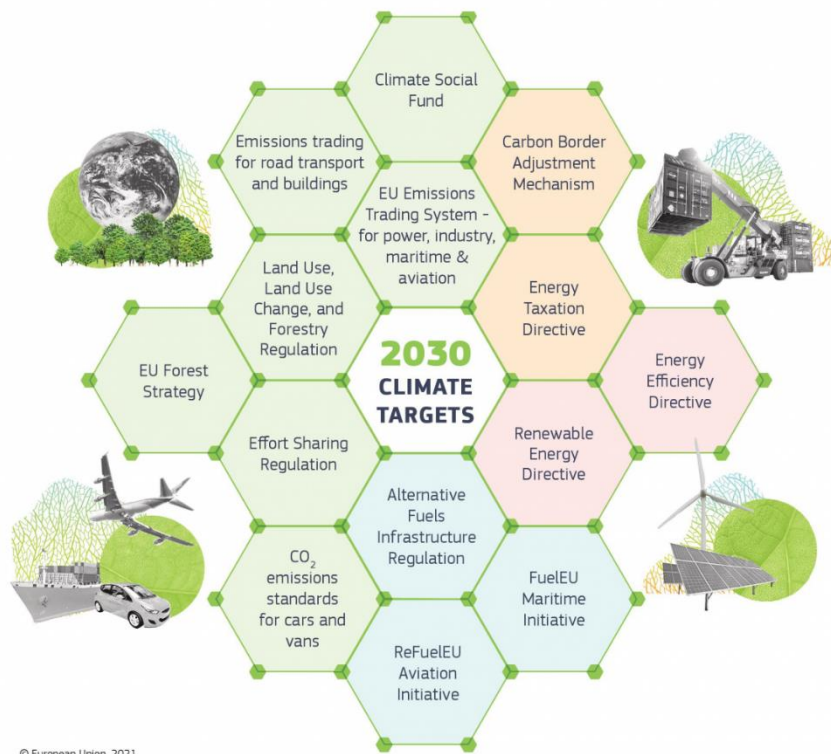 Climate Social
Fund
Emissions trading
for road transport
and buildings
Carbon Border
Adjustment
Mechanism
EU Emissions
Trading System -
for power, industry,
maritime &
aviation
Land Use,
Land Use
Change, and
Forestry
Regulation
Energy
Taxation
Directive
EU Forest
Strategy
2030
CLIMATE
TARGETS
Energy
Efficiency
Directive
Effort Sharing
Regulation
Renewable
Energy
Directive
Alternative
Fuels
Infrastructure
Regulation
CO₂
emissions
standards
for cars and
vans
FuelEU
Maritime
Initiative
ReFuelEU
Aviation
Initiative
© European Union, 2021